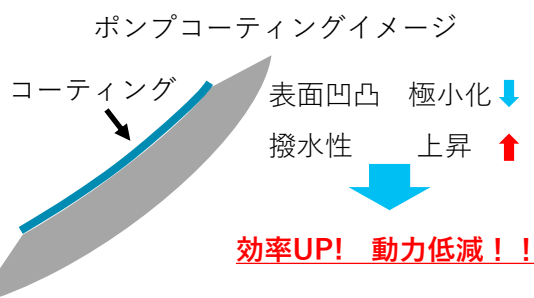 ポンプコーティングイメージ
コーティング
表面凹凸　極小化
撥水性　上昇
効率UP!　動力低減！！